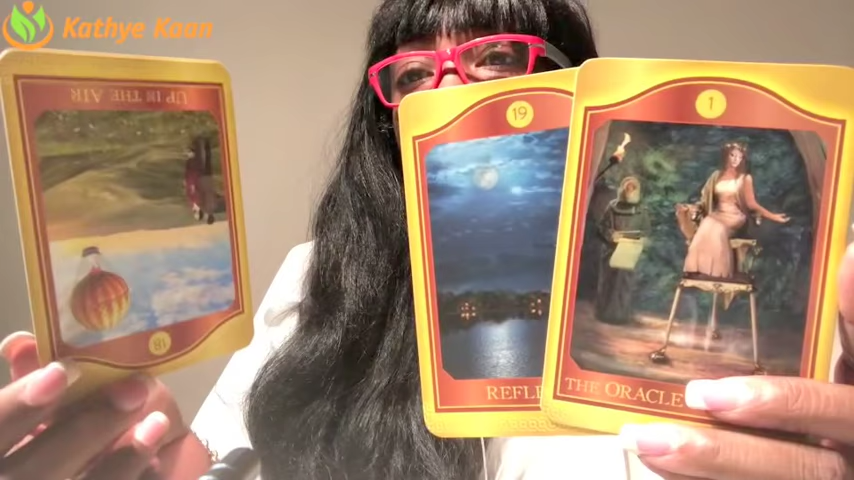 Kathye Kaan
UP IN THE AIR
18
19
REFLE
1
THE ORACLE